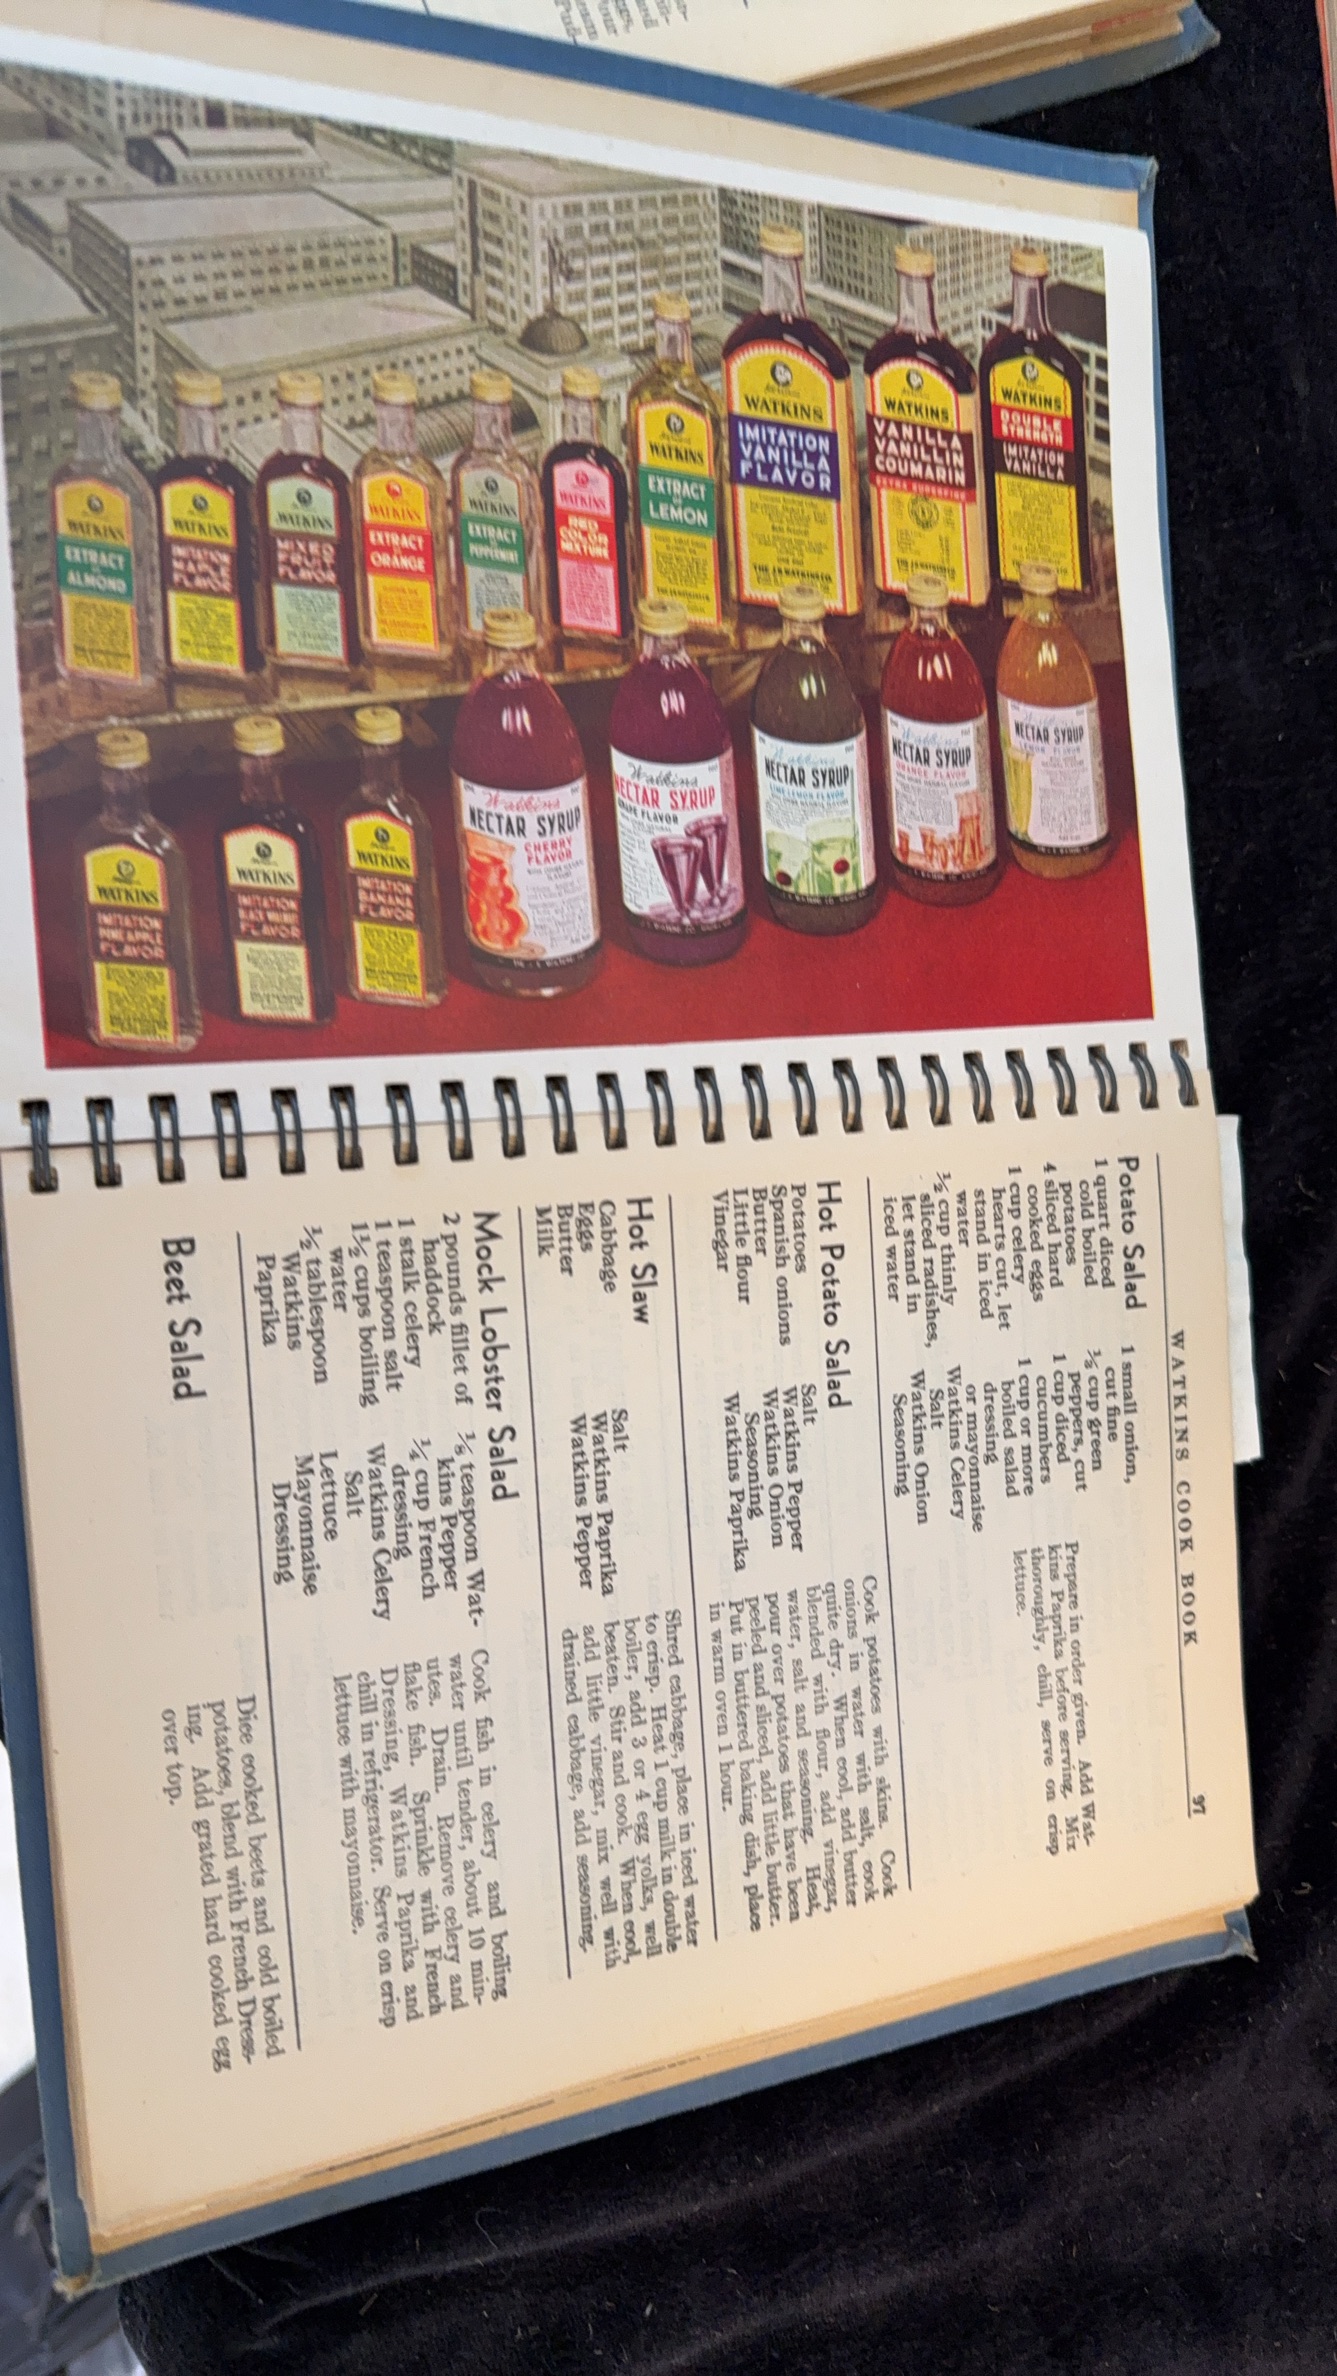 WATKINS
DOUBLE
STRENGTH
IMITATION
VANILLA
WATKINS
VANILLA
VANILLIN
COUMARIN
EXTRA SUPERFINE
WATKINS
IMITATION
VANILLA
FLAVOR
WATKINS
EXTRACT
LEMON
WATKINS
RED
COLOR
MIXTURE
WATKINS
EXTRACT
PEPPERMINT
WATKINS
EXTRACT
ORANGE
WATKINS
MIXED
FRUIT
FLAVOR
WATKINS
IMITATION
MAPLE
FLAVOR
WATKINS
EXTRACT
ALMOND
Watkins
NECTAR SYRUP
LEMON FLAVOR
Watkins
NECTAR SYRUP
ORANGE FLAVOR
Watkins
NECTAR SYRUP
LIME LEMON FLAVOR
Watkins
NECTAR SYRUP
GRAPE FLAVOR
Watkins
NECTAR SYRUP
CHERRY
FLAVOR
WATKINS
IMITATION
BANANA
FLAVOR
WATKINS
IMITATION
BLACK WALNUT
FLAVOR
WATKINS
IMITATION
PINEAPPLE
FLAVOR
WATKINS COOK BOOK 97
Potato Salad
1 quart diced
cold boiled
potatoes
4 sliced hard
cooked eggs
1 cup celery
hearts cut, let
stand in iced
water
½ cup thinly
sliced radishes,
let stand in
iced water
1 small onion,
cut fine
⅓ cup green
peppers, cut
1 cup diced
cucumbers
1 cup or more
boiled salad
dressing
or mayonnaise
Watkins Celery
Salt
Watkins Onion
Seasoning
Prepare in order given. Add Wat-
kins Paprika before serving. Mix
thoroughly, chill, serve on crisp
lettuce.
Hot Potato Salad
Potatoes
Spanish onions
Butter
Little flour
Vinegar
Salt
Watkins Pepper
Watkins Onion
Seasoning
Watkins Paprika
Cook potatoes with skins. Cook
onions in water with salt, cook
quite dry. When cool, add butter
blended with flour, add vinegar,
water, salt and seasoning. Heat,
pour over potatoes that have been
peeled and sliced, add little butter.
Put in buttered baking dish, place
in warm oven 1 hour.
Hot Slaw
Cabbage
Eggs
Butter
Milk
Salt
Watkins Paprika
Watkins Pepper
Shred cabbage, place in iced water
to crisp. Heat 1 cup milk in double
boiler, add 3 or 4 egg yolks, well
beaten. Stir and cook. When cool,
add little vinegar, mix well with
drained cabbage, add seasoning.
Mock Lobster Salad
2 pounds fillet of
haddock
1 stalk celery
1 teaspoon salt
1½ cups boiling
water
½ tablespoon
Watkins
Paprika
⅛ teaspoon Wat-
kins Pepper
¼ cup French
dressing
Watkins Celery
Salt
Lettuce
Mayonnaise
Dressing
Cook fish in celery and boiling
water until tender, about 10 min-
utes. Drain. Remove celery and
flake fish. Sprinkle with French
Dressing, Watkins Paprika and
chill in refrigerator. Serve on crisp
lettuce with mayonnaise.
Beet Salad
Dice cooked beets and cold boiled
potatoes, blend with French Dress-
ing. Add grated hard cooked egg
over top.